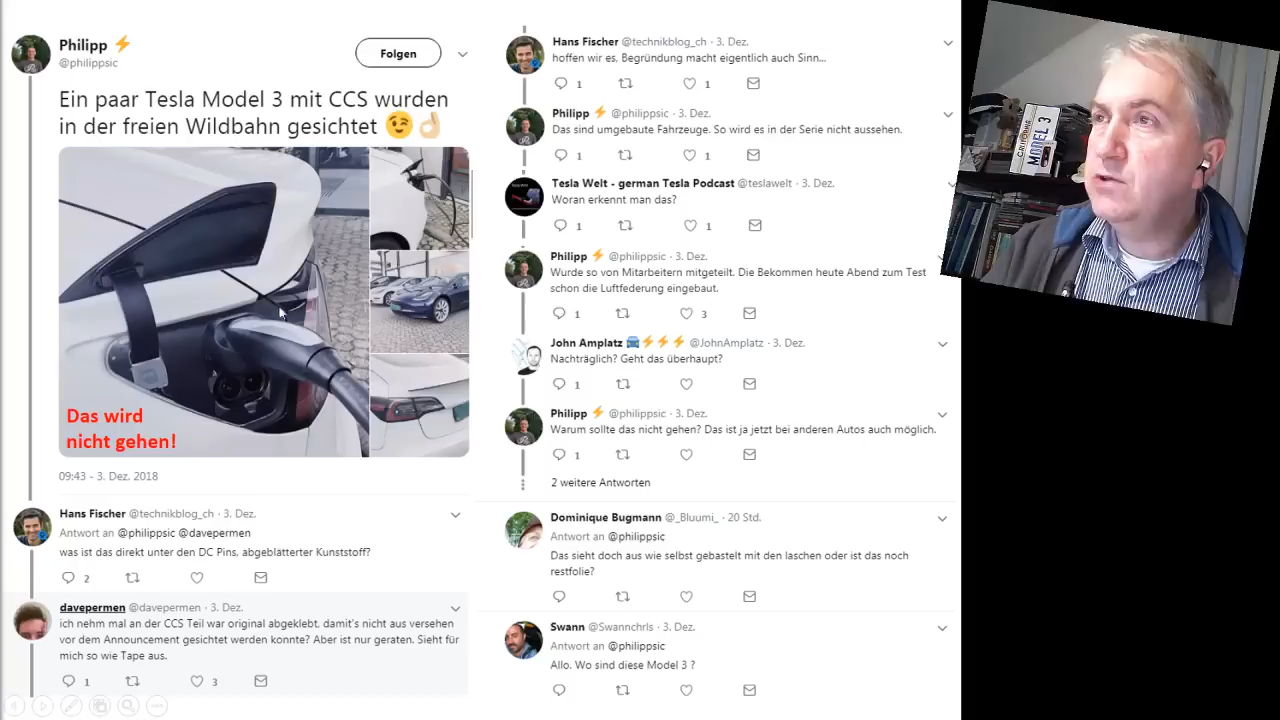 Philipp ⚡
@philippsic
Folgen
Ein paar Tesla Model 3 mit CCS wurden
in der freien Wildbahn gesichtet 😉👌
Das wird
nicht gehen!
09:43 - 3. Dez. 2018
Hans Fischer @technikblog_ch · 3. Dez.
Antwort an @philippsic @davepermen
was ist das direkt unter den DC Pins, abgeblätterter Kunststoff?
2
davepermen @davepermen · 3. Dez.
ich nehm mal an der CCS Teil war original abgeklebt, damit's nicht aus versehen
vor dem Announcement gesichtet werden konnte? Aber ist nur geraten. Sieht für
mich so wie Tape aus.
1 3
Hans Fischer @technikblog_ch · 3. Dez.
hoffen wir es, Begründung macht eigentlich auch Sinn...
1 1
Philipp ⚡ @philippsic · 3. Dez.
Das sind umgebaute Fahrzeuge. So wird es in der Serie nicht aussehen.
1 1
Tesla Welt - german Tesla Podcast @teslawelt · 3. Dez.
Woran erkennt man das?
1 1
Philipp ⚡ @philippsic · 3. Dez.
Wurde so von Mitarbeitern mitgeteilt. Die Bekommen heute Abend zum Test
schon die Luftfederung eingebaut.
1 3
John Amplatz 🚘⚡⚡⚡ @JohnAmplatz · 3. Dez.
Nachträglich? Geht das überhaupt?
1
Philipp ⚡ @philippsic · 3. Dez.
Warum sollte das nicht gehen? Das ist ja jetzt bei anderen Autos auch möglich.
1
2 weitere Antworten
Dominique Bugmann @_Bluumi_ · 20 Std.
Antwort an @philippsic
Das sieht doch aus wie selbst gebastelt mit den laschen oder ist das noch
restfolie?
Swann @Swannchrls · 3. Dez.
Antwort an @philippsic
Allo. Wo sind diese Model 3 ?
MODEL 3